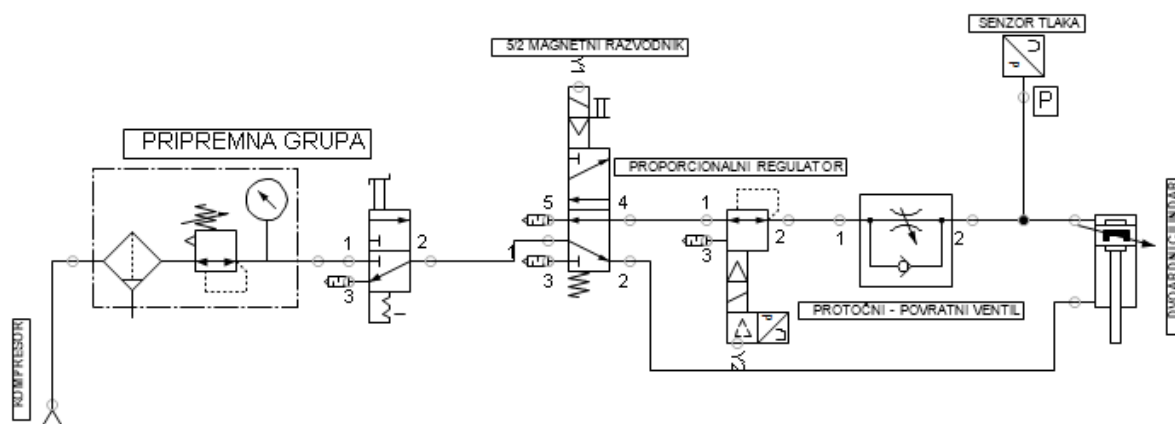 SENZOR TLAKA
U
P
P
5/2 MAGNETNI RAZVODNIK
Y1
PRIPREMNA GRUPA
PROPORCIONALNI REGULATOR
5 4
1 2
3
1
3 2
1 2
3
1 2
PROTOČNI - POVRATNI VENTIL
P
U
Y2
KOMPRESOR